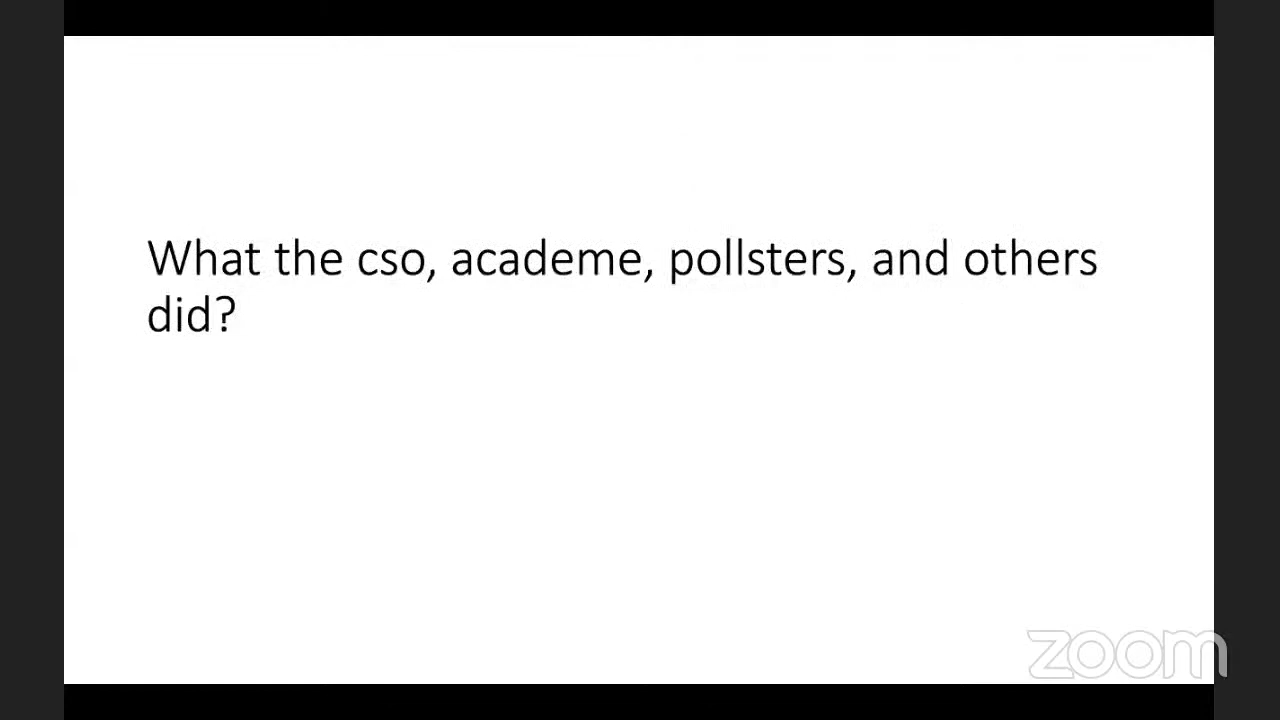 What the cso, academe, pollsters, and others
did?
zoom